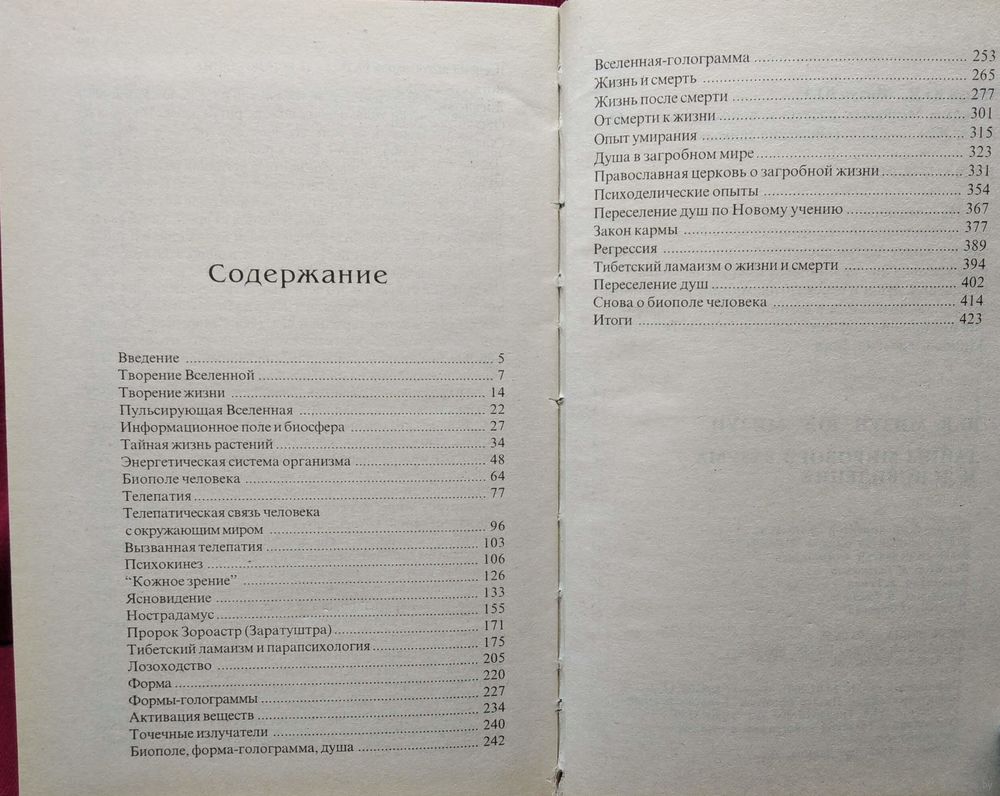 Содержание
Введение 5
Творение Вселенной 7
Творение жизни 14
Пульсирующая Вселенная 22
Информационное поле и биосфера 27
Тайная жизнь растений 34
Энергетическая система организма 48
Биополе человека 64
Телепатия 77
Телепатическая связь человека
с окружающим миром 96
Вызванная телепатия 103
Психокинез 106
“Кожное зрение” 126
Ясновидение 133
Нострадамус 155
Пророк Зороастр (Заратуштра) 171
Тибетский ламаизм и парапсихология 175
Лозоходство 205
Форма 220
Формы-голограммы 227
Активация веществ 234
Точечные излучатели 240
Биополе, форма-голограмма, душа 242
Вселенная-голограмма 253
Жизнь и смерть 265
Жизнь после смерти 277
От смерти к жизни 301
Опыт умирания 315
Душа в загробном мире 323
Православная церковь о загробной жизни 331
Психоделические опыты 354
Переселение душ по Новому учению 367
Закон кармы 377
Регрессия 389
Тибетский ламаизм о жизни и смерти 394
Переселение душ 402
Снова о биополе человека 414
Итоги 423